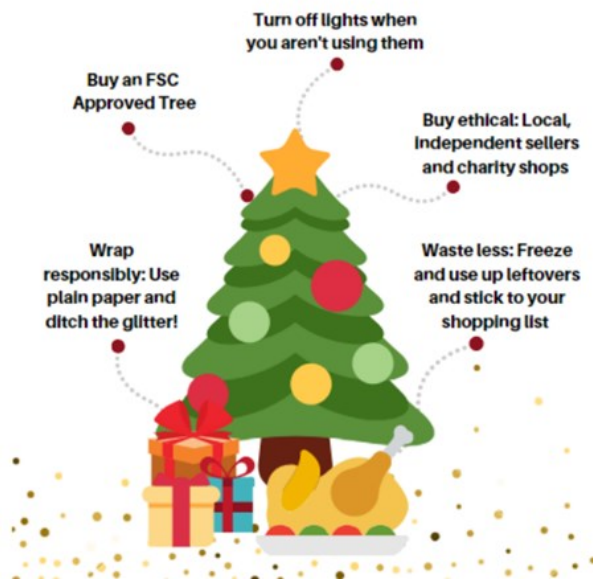 Turn off lights when
you aren't using them
Buy an FSC
Approved Tree
Buy ethical: Local,
independent sellers
and charity shops
Wrap
responsibly: Use
plain paper and
ditch the glitter!
Waste less: Freeze
and use up leftovers
and stick to your
shopping list